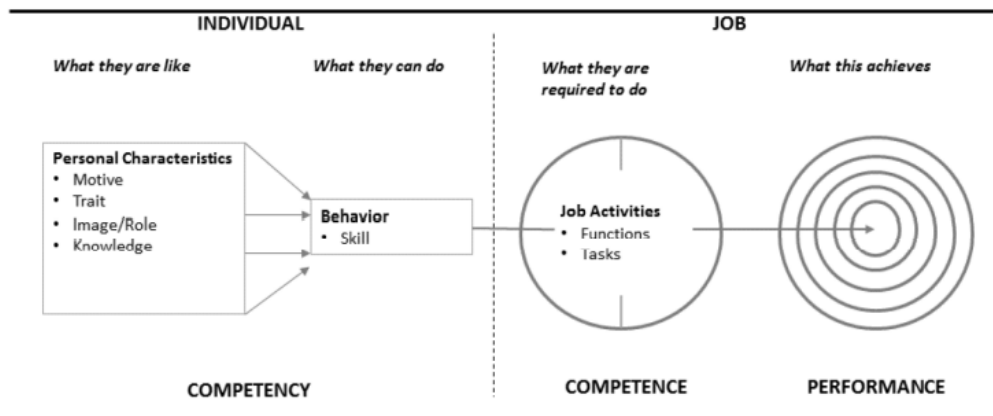 INDIVIDUAL
JOB
What they are like
What they can do
What they are
required to do
What this achieves
Personal Characteristics
• Motive
• Trait
• Image/Role
• Knowledge
Behavior
• Skill
Job Activities
• Functions
• Tasks
COMPETENCY
COMPETENCE
PERFORMANCE